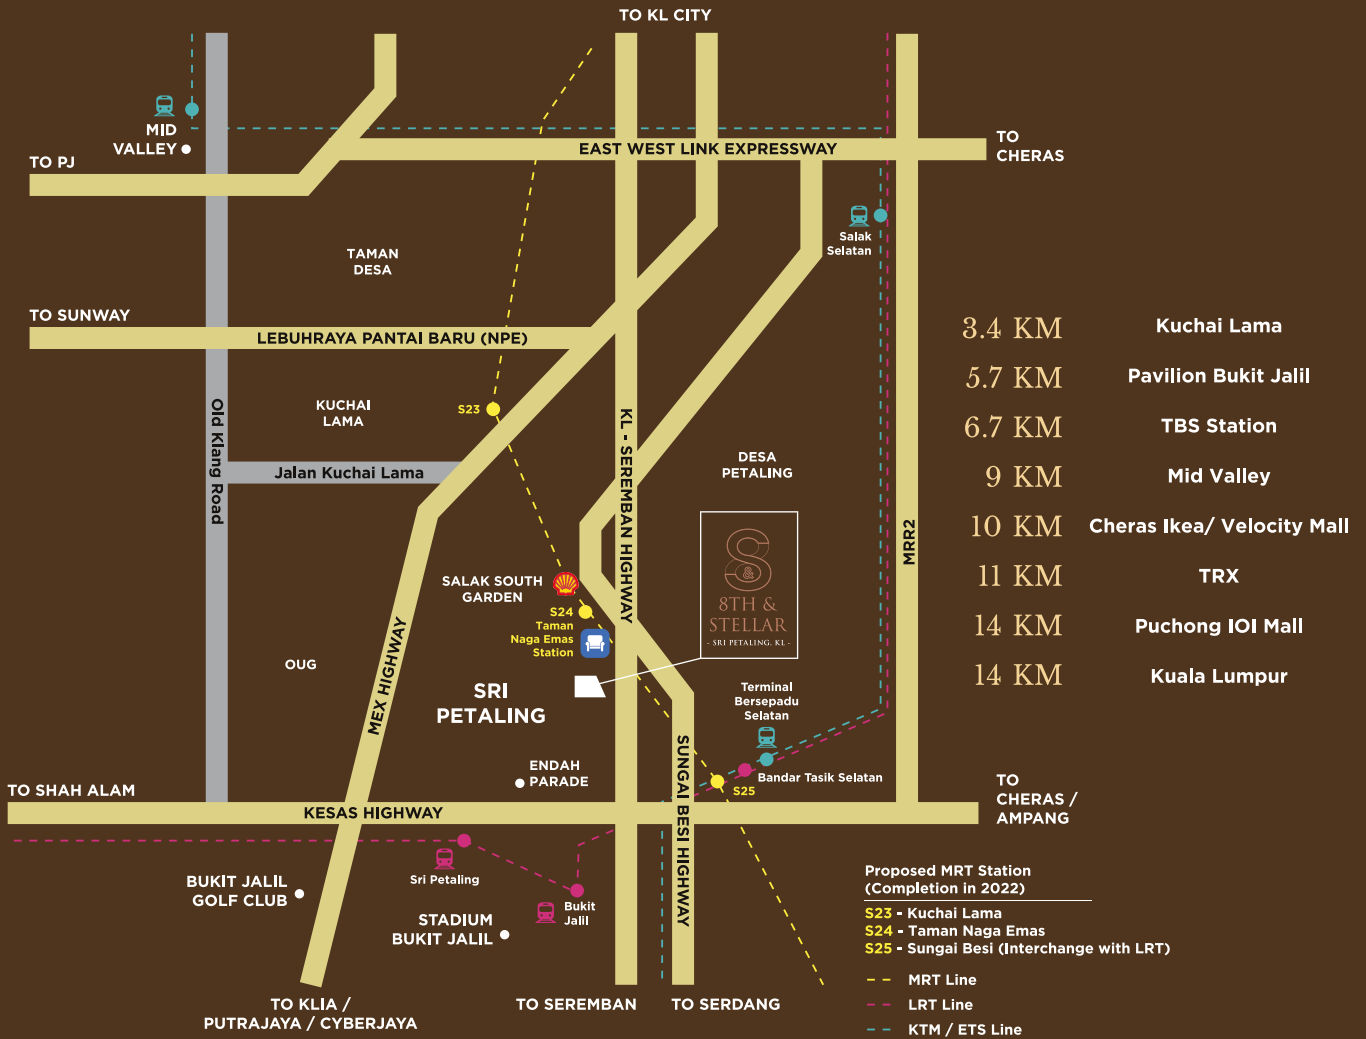 TO KL CITY
MID
VALLEY
TO PJ
EAST WEST LINK EXPRESSWAY
TO
CHERAS
Salak
Selatan
TAMAN
DESA
TO SUNWAY
LEBUHRAYA PANTAI BARU (NPE)
KUCHAI
LAMA
S23
Old Klang Road
Jalan Kuchai Lama
KL - SEREMBAN HIGHWAY
DESA
PETALING
MRR2
SALAK SOUTH
GARDEN
S24
Taman
Naga Emas
Station
S
&
8TH &
STELLAR
- SRI PETALING, KL -
OUG
MEX HIGHWAY
SRI
PETALING
Terminal
Bersepadu
Selatan
SUNGAI BESI HIGHWAY
ENDAH
PARADE
Bandar Tasik Selatan
S25
TO SHAH ALAM
KESAS HIGHWAY
TO
CHERAS /
AMPANG
Sri Petaling
Bukit
Jalil
BUKIT JALIL
GOLF CLUB
STADIUM
BUKIT JALIL
TO KLIA /
PUTRAJAYA / CYBERJAYA
TO SEREMBAN
TO SERDANG
3.4 KM Kuchai Lama
5.7 KM Pavilion Bukit Jalil
6.7 KM TBS Station
9 KM Mid Valley
10 KM Cheras Ikea/ Velocity Mall
11 KM TRX
14 KM Puchong IOI Mall
14 KM Kuala Lumpur
Proposed MRT Station
(Completion in 2022)
S23 - Kuchai Lama
S24 - Taman Naga Emas
S25 - Sungai Besi (Interchange with LRT)
MRT Line
LRT Line
KTM / ETS Line